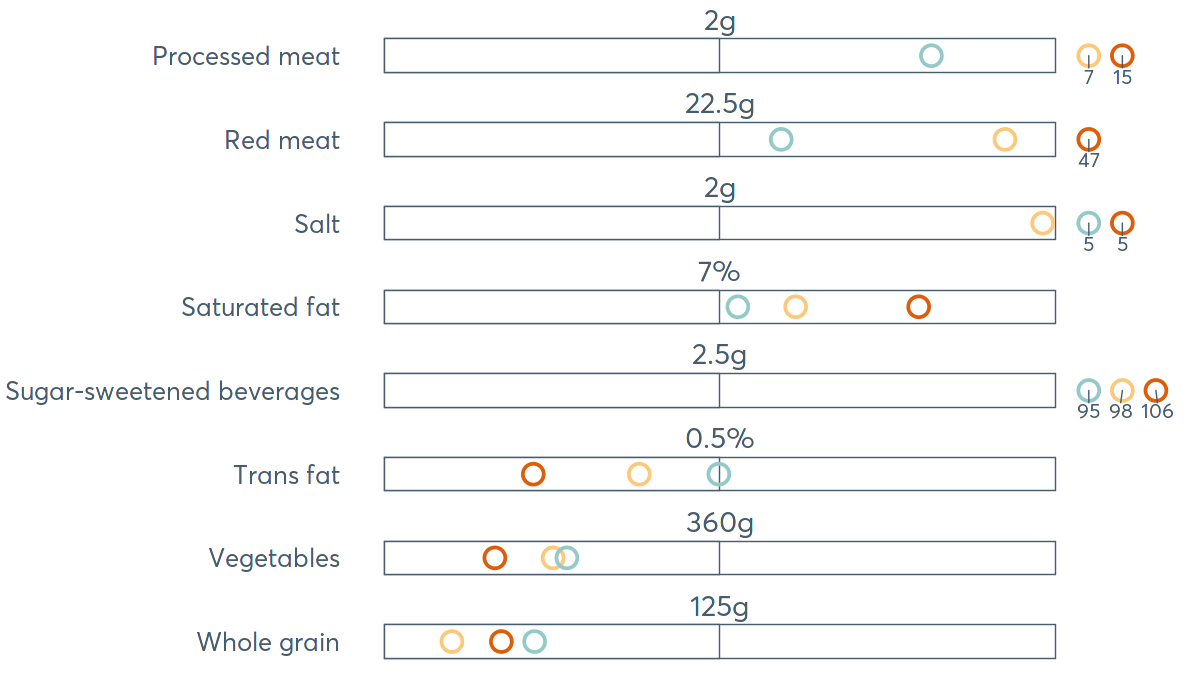 2g
Processed meat
7 15
22.5g
Red meat
47
2g
Salt
5 5
7%
Saturated fat
2.5g
Sugar-sweetened beverages
95 98 106
0.5%
Trans fat
360g
Vegetables
125g
Whole grain